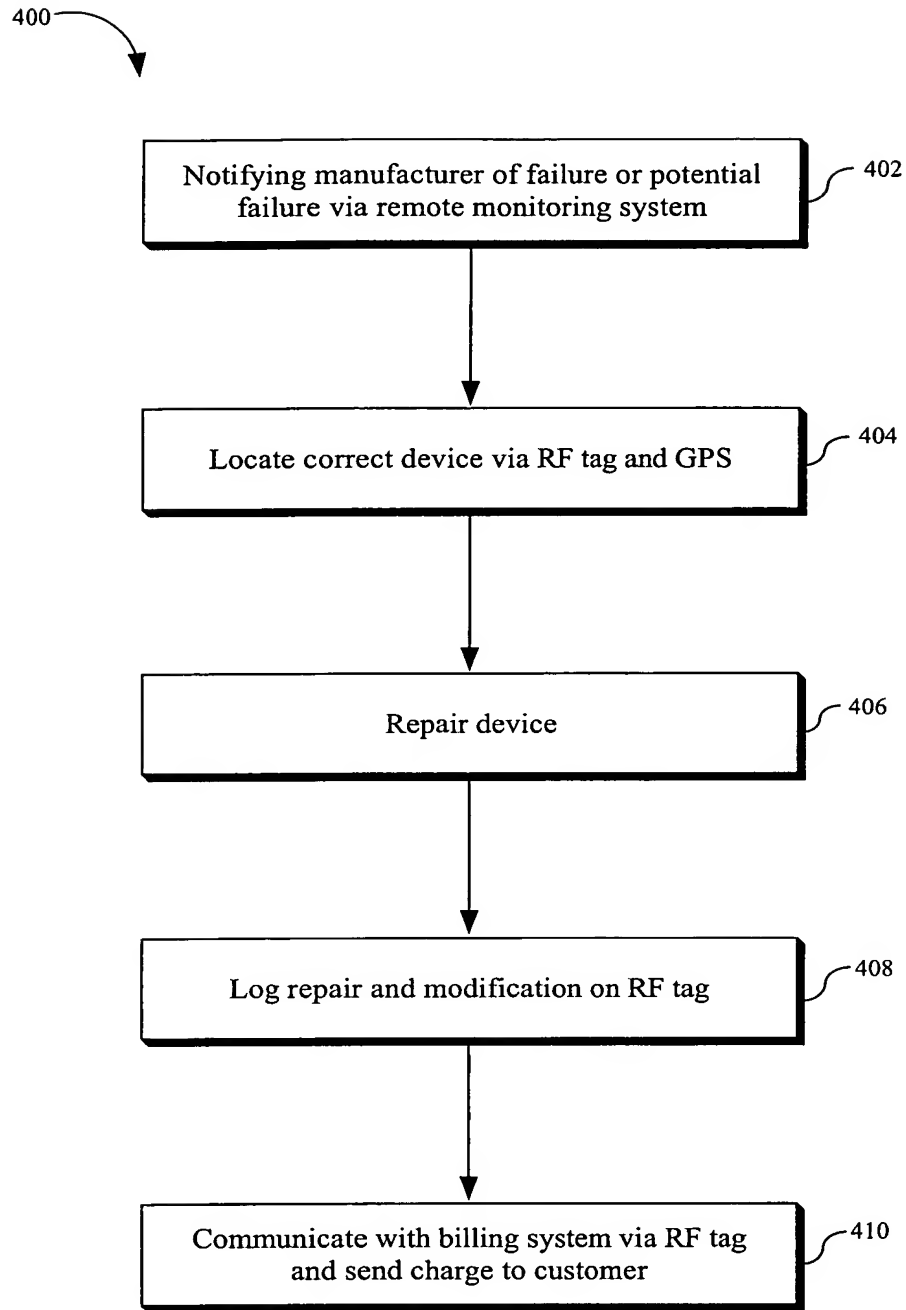 400
Notifying manufacturer of failure or potential
failure via remote monitoring system
402
Locate correct device via RF tag and GPS
404
Repair device
406
Log repair and modification on RF tag
408
Communicate with billing system via RF tag
and send charge to customer
410